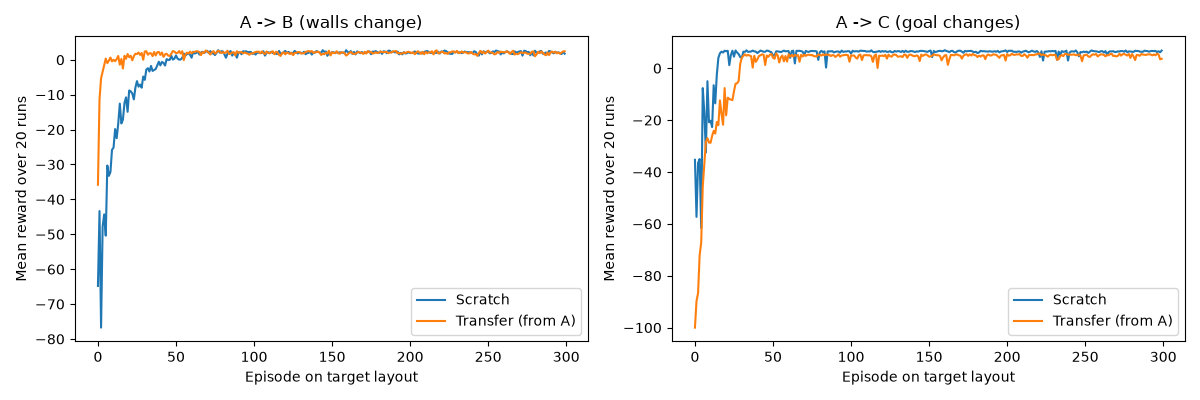 A -> B (walls change)
Mean reward over 20 runs
0
−10
−20
−30
−40
−50
−60
−70
−80
0
50
100
150
200
250
300
Episode on target layout
Scratch
Transfer (from A)
A -> C (goal changes)
Mean reward over 20 runs
0
−20
−40
−60
−80
−100
0
50
100
150
200
250
300
Episode on target layout
Scratch
Transfer (from A)